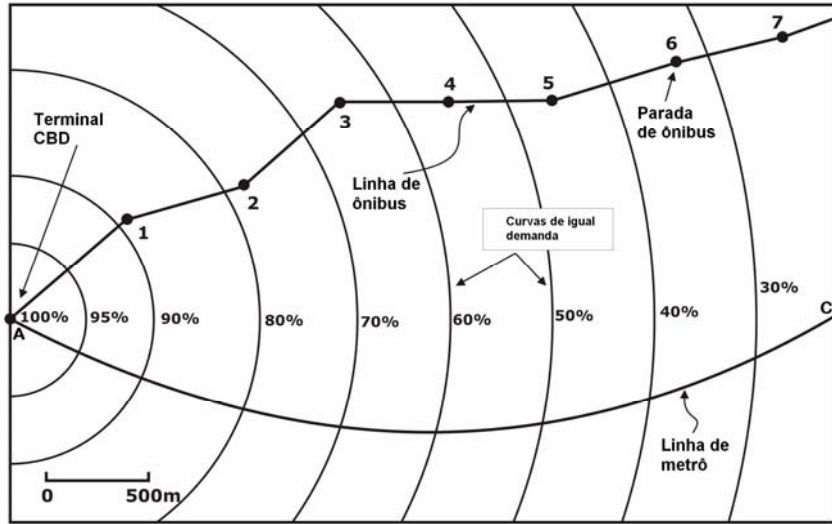 7
6
4
5
Terminal
CBD
3
Parada
de ônibus
Linha de
ônibus
2
1
Curvas de igual
demanda
30%
C
100%
95%
90%
80%
70%
60%
50%
40%
A
Linha de
metrô
0
500m